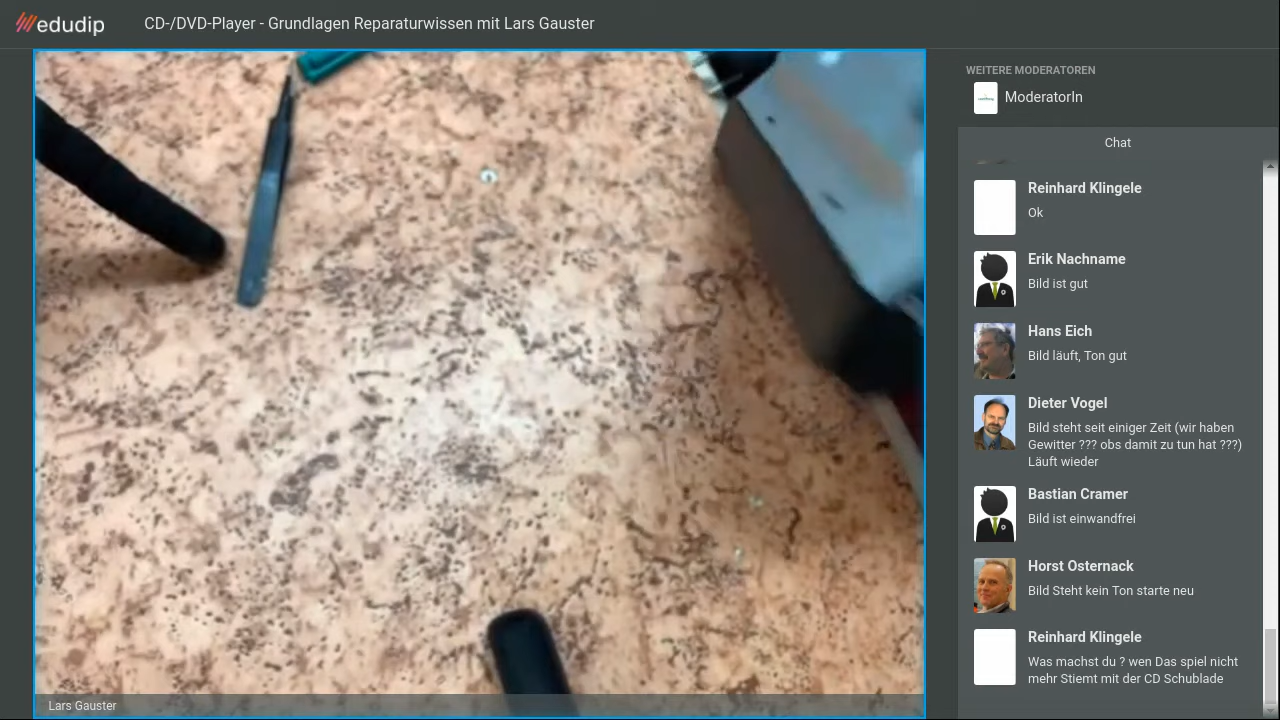 edudip
CD-/DVD-Player - Grundlagen Reparaturwissen mit Lars Gauster
WEITERE MODERATOREN
ModeratorIn
Chat
Reinhard Klingele
Ok
Erik Nachname
Bild ist gut
Hans Eich
Bild läuft, Ton gut
Dieter Vogel
Bild steht seit einiger Zeit (wir haben
Gewitter ??? obs damit zu tun hat ???)
Läuft wieder
Bastian Cramer
Bild ist einwandfrei
Horst Osternack
Bild Steht kein Ton starte neu
Reinhard Klingele
Was machst du ? wen Das spiel nicht
mehr Stiemt mit der CD Schublade
Lars Gauster